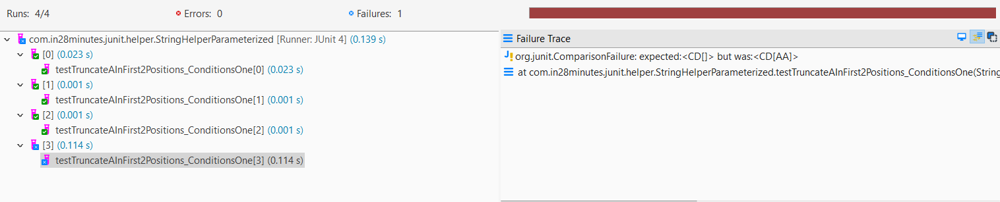 Runs: 4/4 Errors: 0 Failures: 1
com.in28minutes.junit.helper.StringHelperParameterized [Runner: JUnit 4] (0.139 s)
[0] (0.023 s)
testTruncateAInFirst2Positions_ConditionsOne[0] (0.023 s)
[1] (0.001 s)
testTruncateAInFirst2Positions_ConditionsOne[1] (0.001 s)
[2] (0.001 s)
testTruncateAInFirst2Positions_ConditionsOne[2] (0.001 s)
[3] (0.114 s)
testTruncateAInFirst2Positions_ConditionsOne[3] (0.114 s)
Failure Trace
org.junit.ComparisonFailure: expected:<CD[]> but was:<CD[AA]>
at com.in28minutes.junit.helper.StringHelperParameterized.testTruncateAInFirst2Positions_ConditionsOne(String